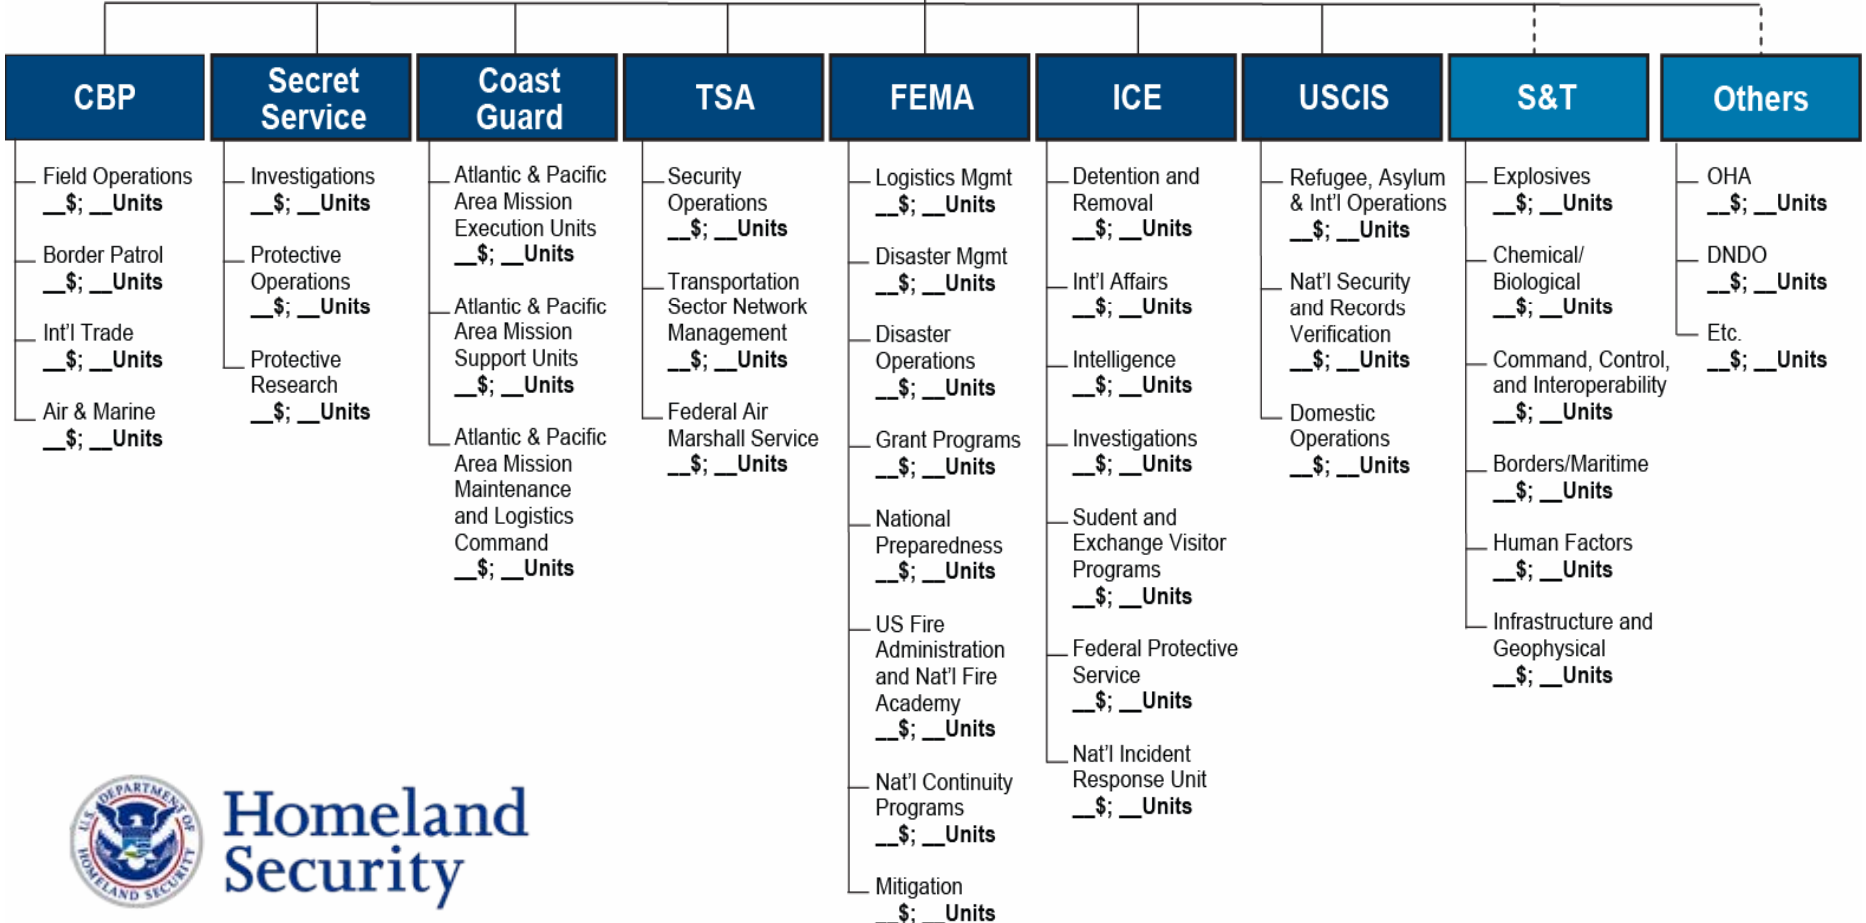 CBP
Field Operations
__$; __Units
Border Patrol
__$; __Units
Int'l Trade
__$; __Units
Air & Marine
__$; __Units
Secret
Service
Investigations
__$; __Units
Protective
Operations
__$; __Units
Protective
Research
__$; __Units
Coast
Guard
Atlantic & Pacific
Area Mission
Execution Units
__$; __Units
Atlantic & Pacific
Area Mission
Support Units
__$; __Units
Atlantic & Pacific
Area Mission
Maintenance
and Logistics
Command
__$; __Units
TSA
Security
Operations
__$; __Units
Transportation
Sector Network
Management
__$; __Units
Federal Air
Marshall Service
__$; __Units
FEMA
Logistics Mgmt
__$; __Units
Disaster Mgmt
__$; __Units
Disaster
Operations
__$; __Units
Grant Programs
__$; __Units
National
Preparedness
__$; __Units
US Fire
Administration
and Nat'l Fire
Academy
__$; __Units
Nat'l Continuity
Programs
__$; __Units
Mitigation
__$; __Units
ICE
Detention and
Removal
__$; __Units
Int'l Affairs
__$; __Units
Intelligence
__$; __Units
Investigations
__$; __Units
Sudent and
Exchange Visitor
Programs
__$; __Units
Federal Protective
Service
__$; __Units
Nat'l Incident
Response Unit
__$; __Units
USCIS
Refugee, Asylum
& Int'l Operations
__$; __Units
Nat'l Security
and Records
Verification
__$; __Units
Domestic
Operations
__$; __Units
S&T
Explosives
__$; __Units
Chemical/
Biological
__$; __Units
Command, Control,
and Interoperability
__$; __Units
Borders/Maritime
__$; __Units
Human Factors
__$; __Units
Infrastructure and
Geophysical
__$; __Units
Others
OHA
__$; __Units
DNDO
__$; __Units
Etc.
__$; __Units
U.S. DEPARTMENT OF
HOMELAND SECURITY
Homeland
Security